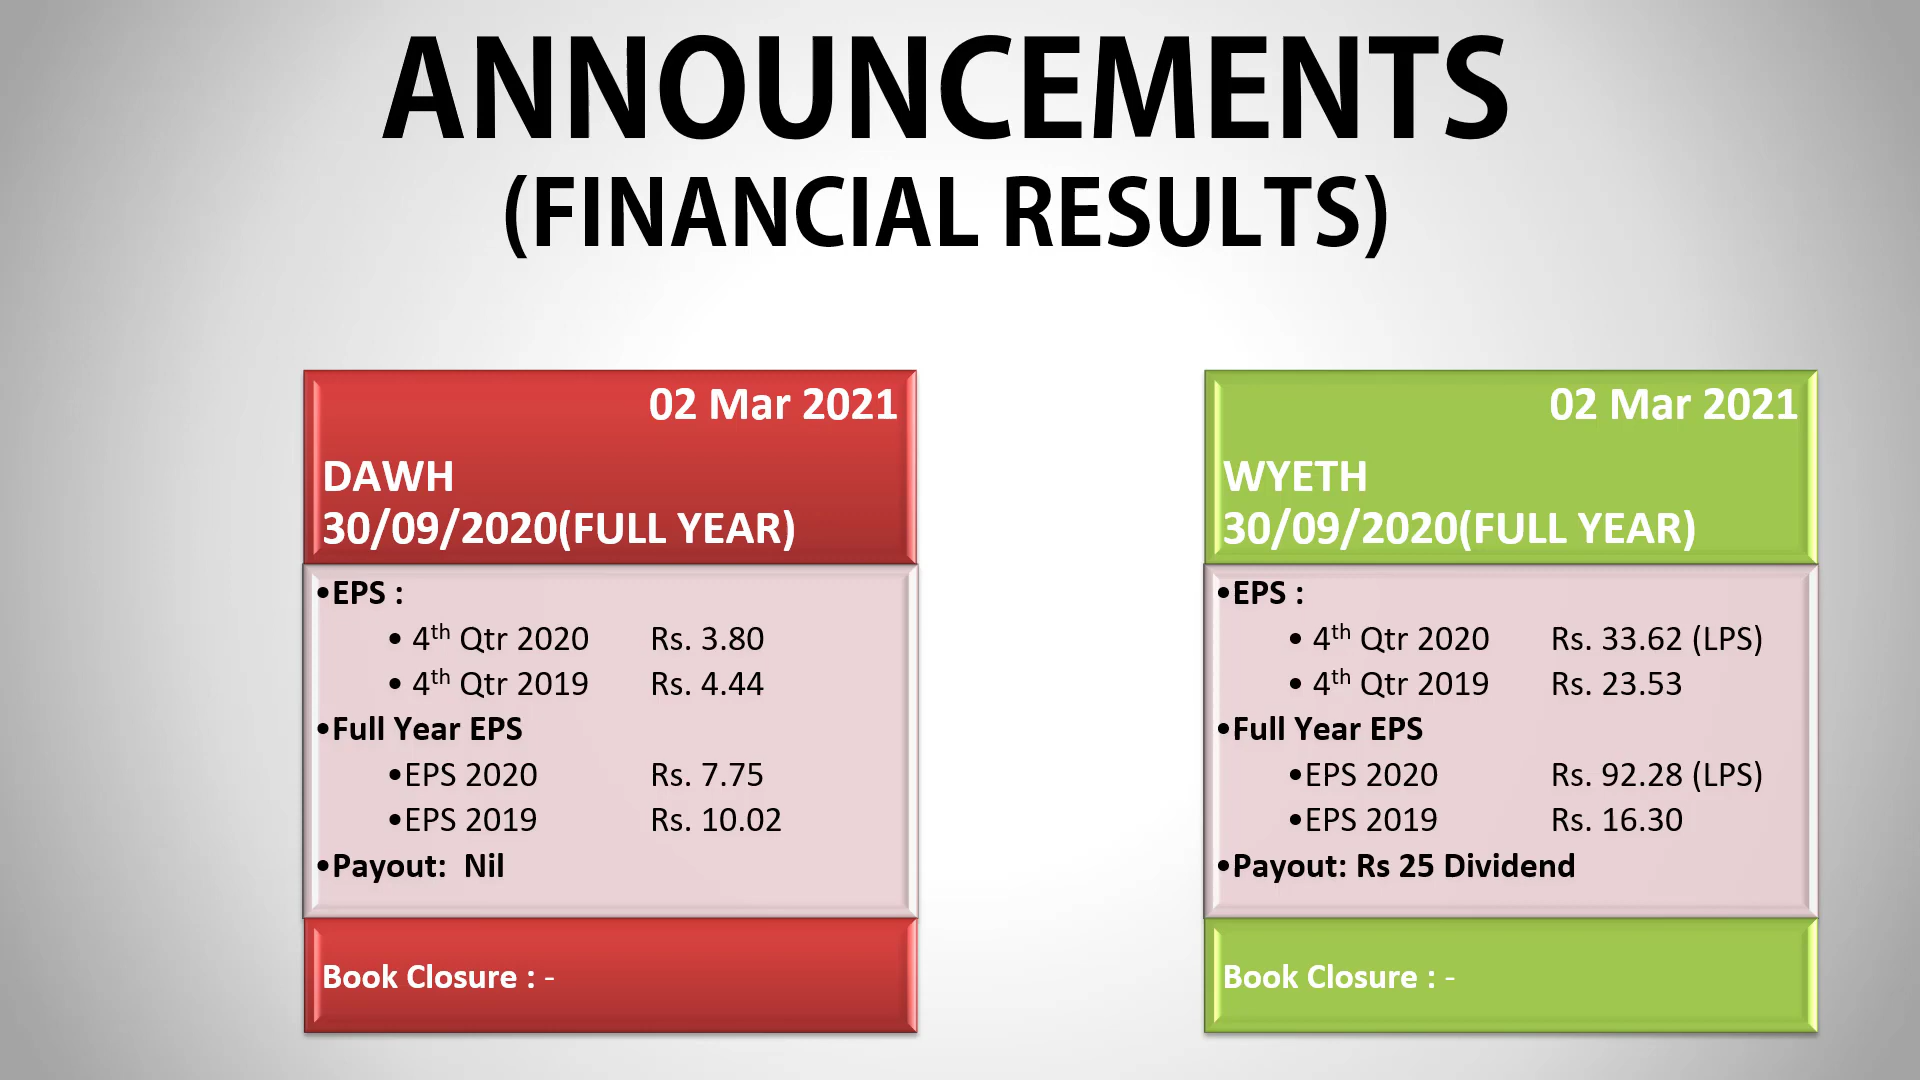 ANNOUNCEMENTS
(FINANCIAL RESULTS)
02 Mar 2021
DAWH
30/09/2020(FULL YEAR)
•EPS :
• 4th Qtr 2020 Rs. 3.80
• 4th Qtr 2019 Rs. 4.44
•Full Year EPS
•EPS 2020 Rs. 7.75
•EPS 2019 Rs. 10.02
•Payout: Nil
Book Closure : -
02 Mar 2021
WYETH
30/09/2020(FULL YEAR)
•EPS :
• 4th Qtr 2020 Rs. 33.62 (LPS)
• 4th Qtr 2019 Rs. 23.53
•Full Year EPS
•EPS 2020 Rs. 92.28 (LPS)
•EPS 2019 Rs. 16.30
•Payout: Rs 25 Dividend
Book Closure : -